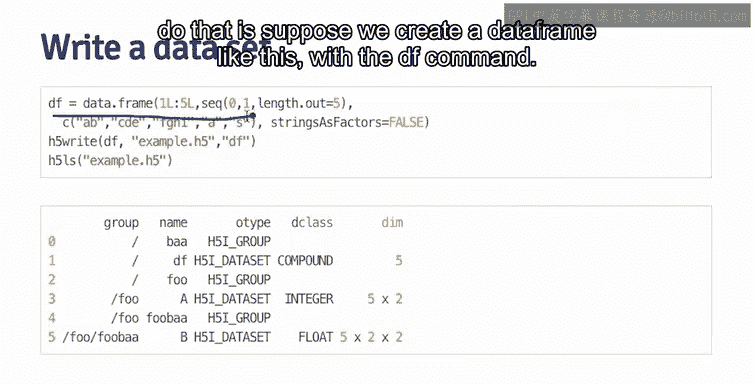 do that is suppose we create a dataframe
like this, with the df command.
Write a data set
df = data.frame(1L:5L,seq(0,1,length.out=5),
c("ab","cde","fghi","a","s"), stringsAsFactors=FALSE)
h5write(df, "example.h5","df")
h5ls("example.h5")
group name otype dclass dim
0 / baa H5I_GROUP
1 / df H5I_DATASET COMPOUND 5
2 / foo H5I_GROUP
3 /foo A H5I_DATASET INTEGER 5 x 2
4 /foo foobaa H5I_GROUP
5 /foo/foobaa B H5I_DATASET FLOAT 5 x 2 x 2